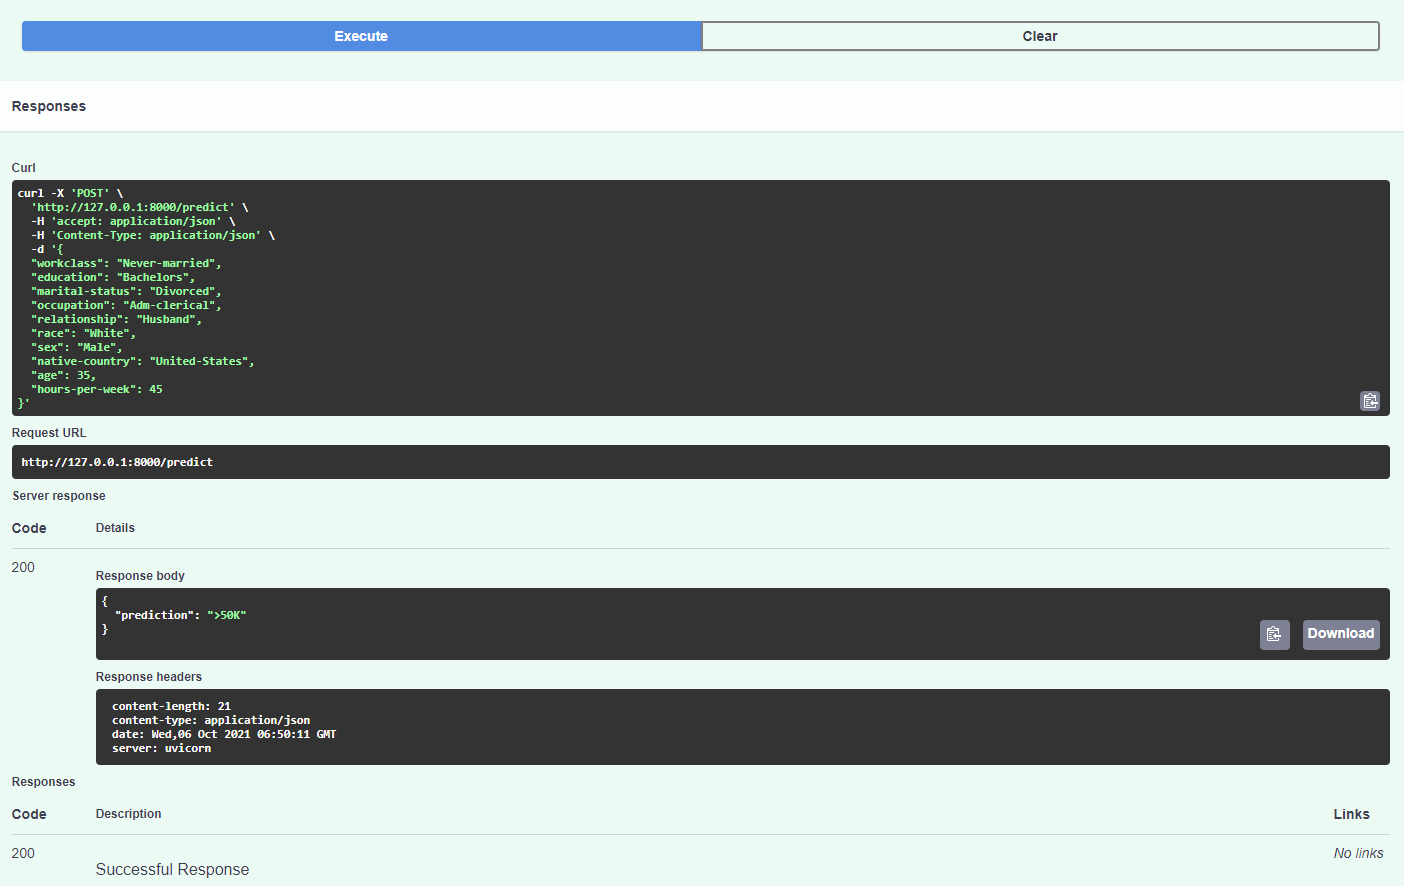 Execute
Clear
Responses
Curl
curl -X 'POST' \
  'http://127.0.0.1:8000/predict' \
  -H 'accept: application/json' \
  -H 'Content-Type: application/json' \
  -d '{
  "workclass": "Never-married",
  "education": "Bachelors",
  "marital-status": "Divorced",
  "occupation": "Adm-clerical",
  "relationship": "Husband",
  "race": "White",
  "sex": "Male",
  "native-country": "United-States",
  "age": 35,
  "hours-per-week": 45
}'
Request URL
http://127.0.0.1:8000/predict
Server response
Code Details
200
Response body
{
  "prediction": ">50K"
}
Download
Response headers
content-length: 21
content-type: application/json
date: Wed,06 Oct 2021 06:50:11 GMT
server: uvicorn
Responses
Code Description Links
200 No links
Successful Response